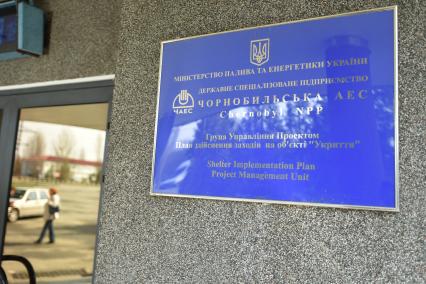 МІНІСТЕРСТВО ПАЛИВА ТА ЕНЕРГЕТИКИ УКРАЇНИ
ДЕРЖАВНЕ СПЕЦІАЛІЗОВАНЕ ПІДПРИЄМСТВО
ЧОРНОБИЛЬСЬКА АЕС
ЧАЕС
Chernobyl NPP
Група Управління Проектом
План здійснення заходів на об'єкті "Укриття"
Shelter Implementation Plan
Project Management Unit